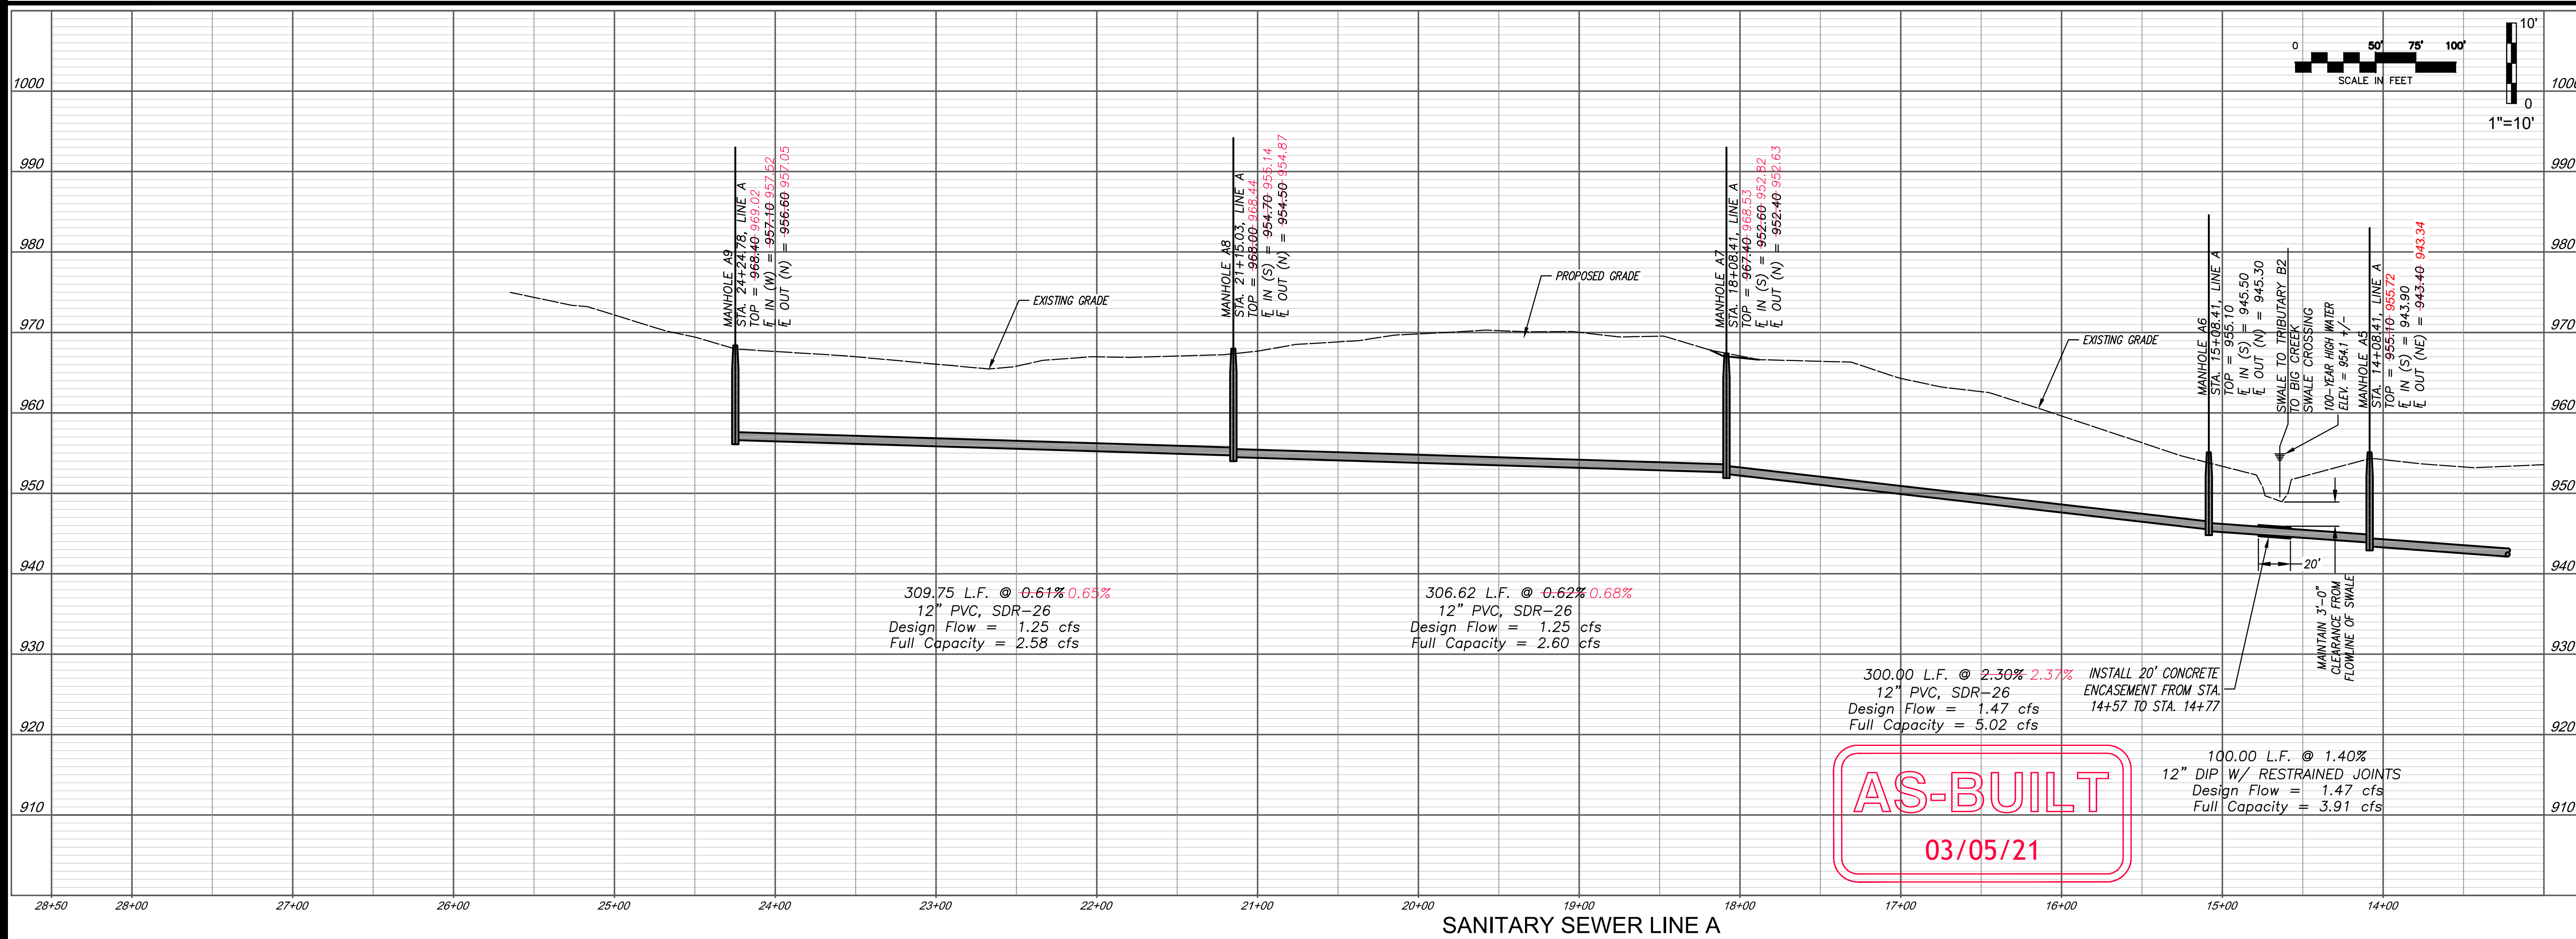 0 50' 75' 100'
SCALE IN FEET
10'
0
1"=10'
1000
990
980
970
960
950
940
930
920
910
MANHOLE A9
STA. 24+24.78, LINE A
TOP = 968.40 969.02
FL IN (W) = 957.10 957.52
FL OUT (N) = 956.60 957.05
EXISTING GRADE
MANHOLE A8
STA. 21+15.03, LINE A
TOP = 968.00 968.44
FL IN (S) = 954.70 955.14
FL OUT (N) = 954.50 954.87
PROPOSED GRADE
MANHOLE A7
STA. 18+08.41, LINE A
TOP = 967.40 968.53
FL IN (S) = 952.60 952.82
FL OUT (N) = 952.40 952.63
EXISTING GRADE
MANHOLE A6
STA. 15+08.41, LINE A
TOP = 955.10
FL IN (S) = 945.50
FL OUT (N) = 945.30
SWALE TO TRIBUTARY B2
TO BIG CREEK
SWALE CROSSING
100-YEAR HIGH WATER
ELEV. = 954.1 +/-
MANHOLE A5
STA. 14+08.41, LINE A
TOP = 955.10 955.72
FL IN (S) = 943.90
FL OUT (NE) = 943.40 943.34
1000
990
980
970
960
950
940
930
920
910
309.75 L.F. @ 0.61% 0.65%
12" PVC, SDR-26
Design Flow = 1.25 cfs
Full Capacity = 2.58 cfs
306.62 L.F. @ 0.62% 0.68%
12" PVC, SDR-26
Design Flow = 1.25 cfs
Full Capacity = 2.60 cfs
300.00 L.F. @ 2.30% 2.37%
12" PVC, SDR-26
Design Flow = 1.47 cfs
Full Capacity = 5.02 cfs
INSTALL 20' CONCRETE
ENCASEMENT FROM STA.
14+57 TO STA. 14+77
20'
MAINTAIN 3'-0"
CLEARANCE FROM
FLOWLINE OF SWALE
100.00 L.F. @ 1.40%
12" DIP W/ RESTRAINED JOINTS
Design Flow = 1.47 cfs
Full Capacity = 3.91 cfs
AS-BUILT
03/05/21
28+50 28+00 27+00 26+00 25+00 24+00 23+00 22+00 21+00 20+00 19+00 18+00 17+00 16+00 15+00 14+00
SANITARY SEWER LINE A